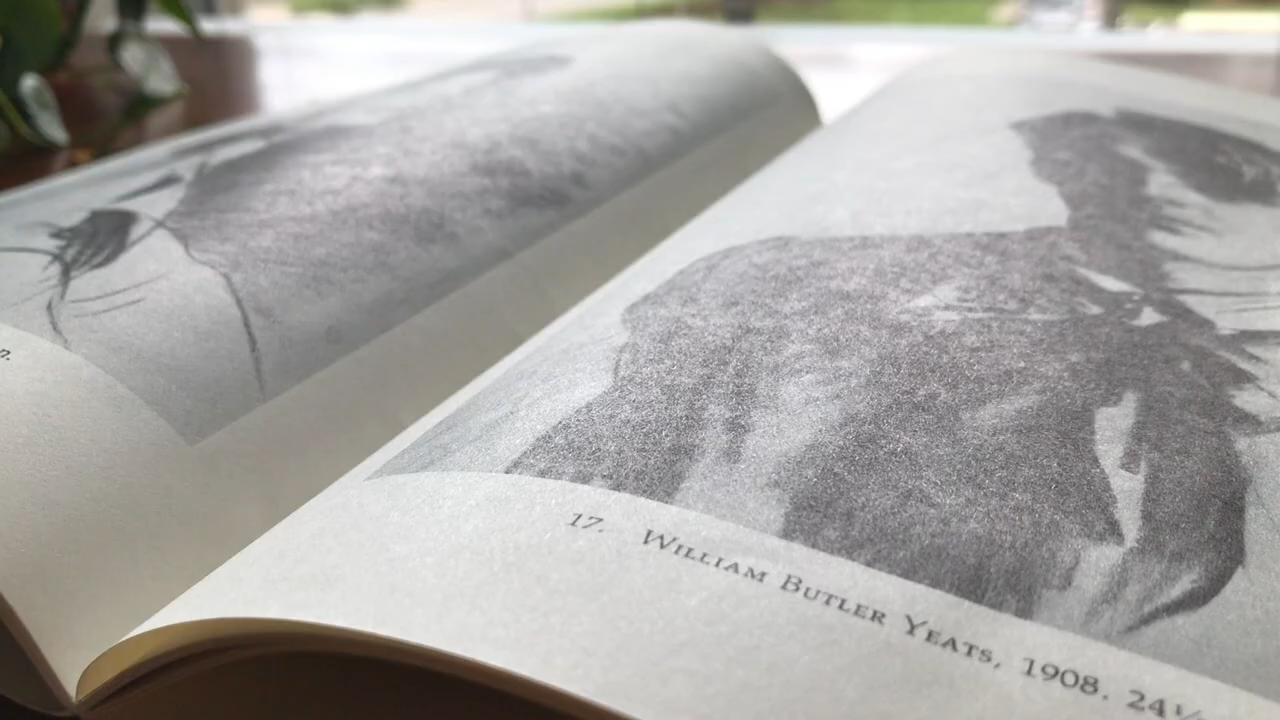 n.
17. William Butler Yeats, 1908. 24½